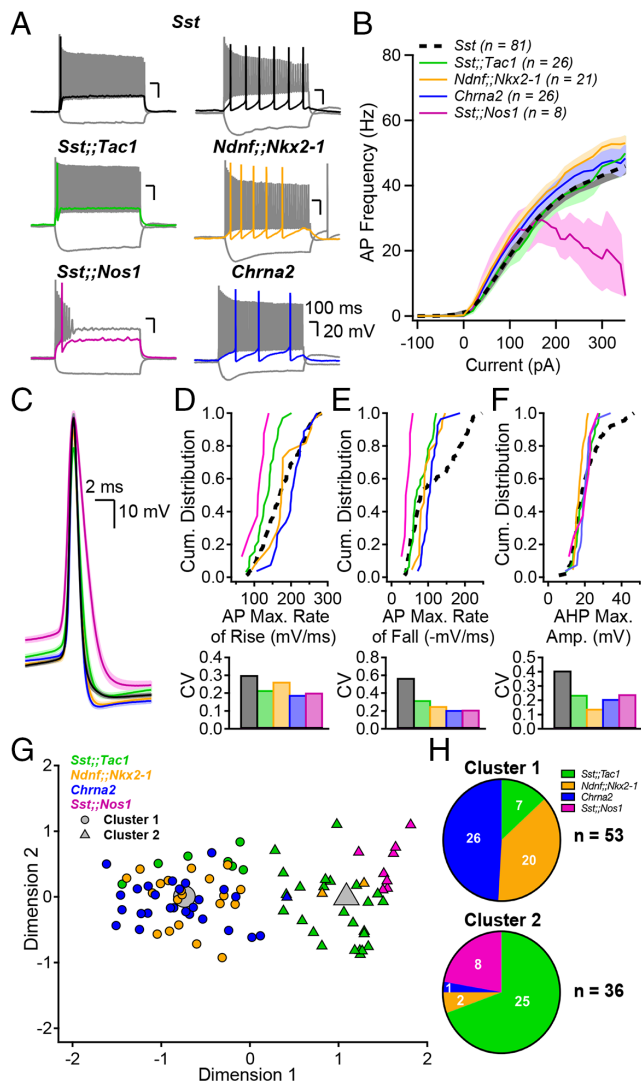 A
Sst
Sst;;Tac1
Ndnf;;Nkx2-1
Sst;;Nos1
Chrna2
100 ms
20 mV
B
Sst (n = 81)
Sst;;Tac1 (n = 26)
Ndnf;;Nkx2-1 (n = 21)
Chrna2 (n = 26)
Sst;;Nos1 (n = 8)
AP Frequency (Hz)
80
60
40
20
0
-100 0 100 200 300
Current (pA)
C
2 ms
10 mV
D
Cum. Distribution
1.0
0.8
0.6
0.4
0.2
0.0
0 100 200 300
AP Max. Rate
of Rise (mV/ms)
CV
0.4
0.3
0.2
0.1
0.0
E
Cum. Distribution
1.0
0.8
0.6
0.4
0.2
0.0
0 100 200
AP Max. Rate
of Fall (-mV/ms)
CV
0.8
0.6
0.4
0.2
0.0
F
Cum. Distribution
1.0
0.8
0.6
0.4
0.2
0.0
0 20 40
AHP Max.
Amp. (mV)
CV
0.5
0.4
0.3
0.2
0.1
0.0
G
Sst;;Tac1
Ndnf;;Nkx2-1
Chrna2
Sst;;Nos1
Cluster 1
Cluster 2
Dimension 2
2
1
0
-1
-2
-2 -1 0 1 2
Dimension 1
H
Cluster 1
Sst;;Tac1
Ndnf;;Nkx2-1
Chrna2
Sst;;Nos1
7
26
20
n = 53
Cluster 2
8
1
2
25
n = 36